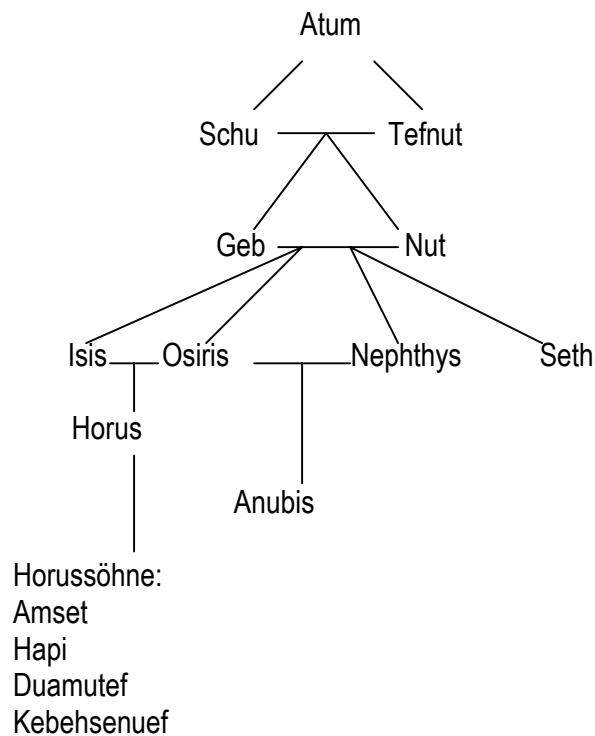 Atum
Schu Tefnut
Geb Nut
Isis Osiris Nephthys Seth
Horus
Anubis
Horussöhne:
Amset
Hapi
Duamutef
Kebehsenuef